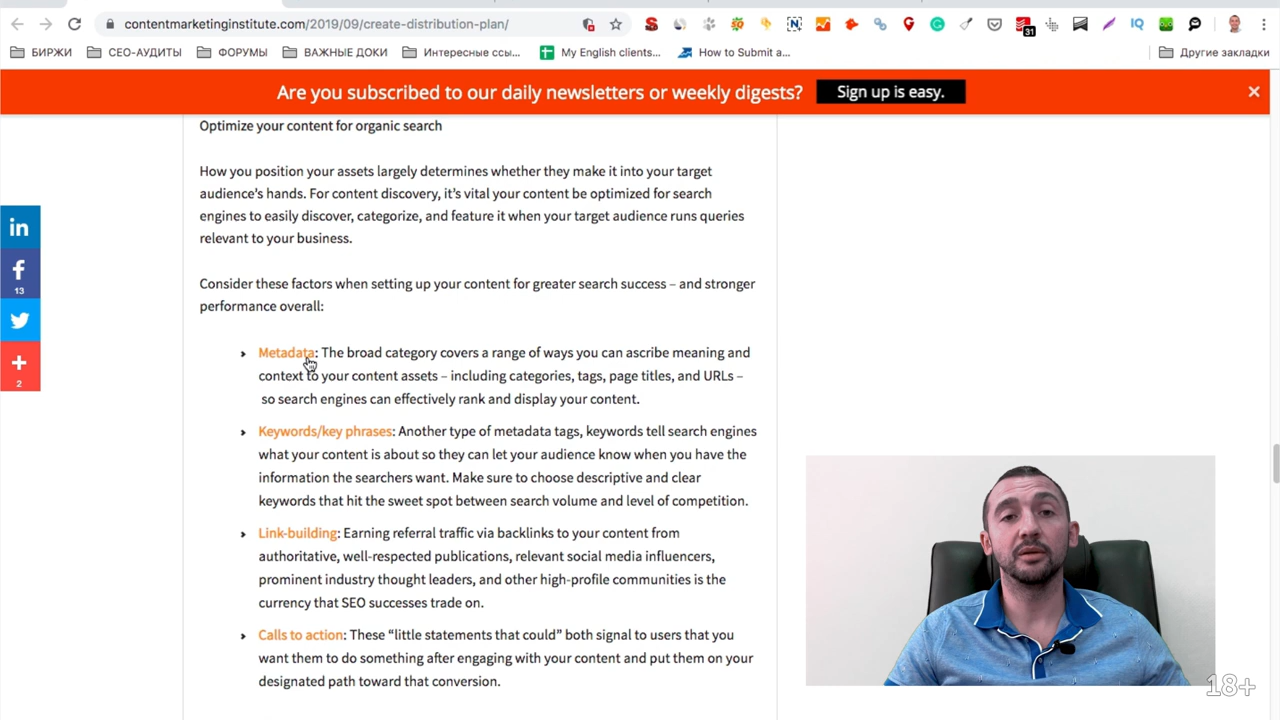 contentmarketinginstitute.com/2019/09/create-distribution-plan/
31
БИРЖИ СЕО-АУДИТЫ ФОРУМЫ ВАЖНЫЕ ДОКИ Интересные ссы... My English clients... How to Submit a... Другие закладки
Are you subscribed to our daily newsletters or weekly digests? Sign up is easy.
Optimize your content for organic search
How you position your assets largely determines whether they make it into your target
audience's hands. For content discovery, it's vital your content be optimized for search
engines to easily discover, categorize, and feature it when your target audience runs queries
relevant to your business.
Consider these factors when setting up your content for greater search success – and stronger
performance overall:
Metadata: The broad category covers a range of ways you can ascribe meaning and
context to your content assets – including categories, tags, page titles, and URLs –
so search engines can effectively rank and display your content.
Keywords/key phrases: Another type of metadata tags, keywords tell search engines
what your content is about so they can let your audience know when you have the
information the searchers want. Make sure to choose descriptive and clear
keywords that hit the sweet spot between search volume and level of competition.
Link-building: Earning referral traffic via backlinks to your content from
authoritative, well-respected publications, relevant social media influencers,
prominent industry thought leaders, and other high-profile communities is the
currency that SEO successes trade on.
Calls to action: These “little statements that could” both signal to users that you
want them to do something after engaging with your content and put them on your
designated path toward that conversion.
in
f
13
+
2
IQ
18+